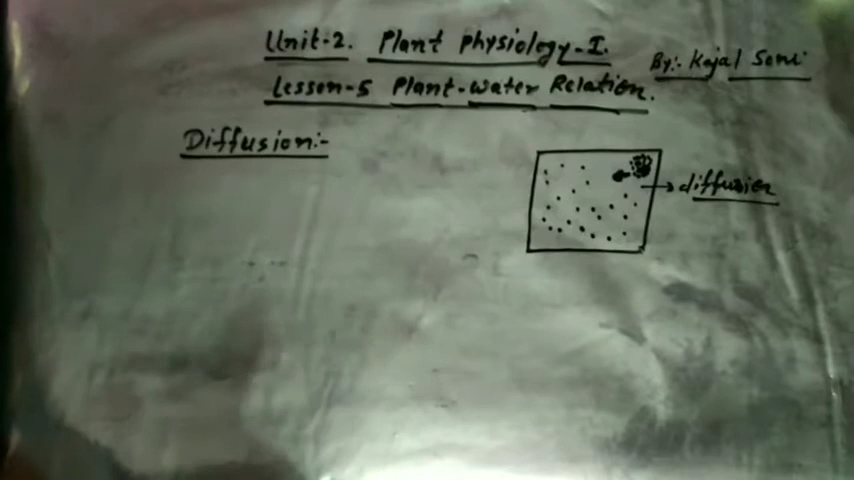 Unit-2. Plant Physiology-I.
By:- Kajal Soni
Lesson-5 Plant-water Relation.
Diffusion:-
diffusion